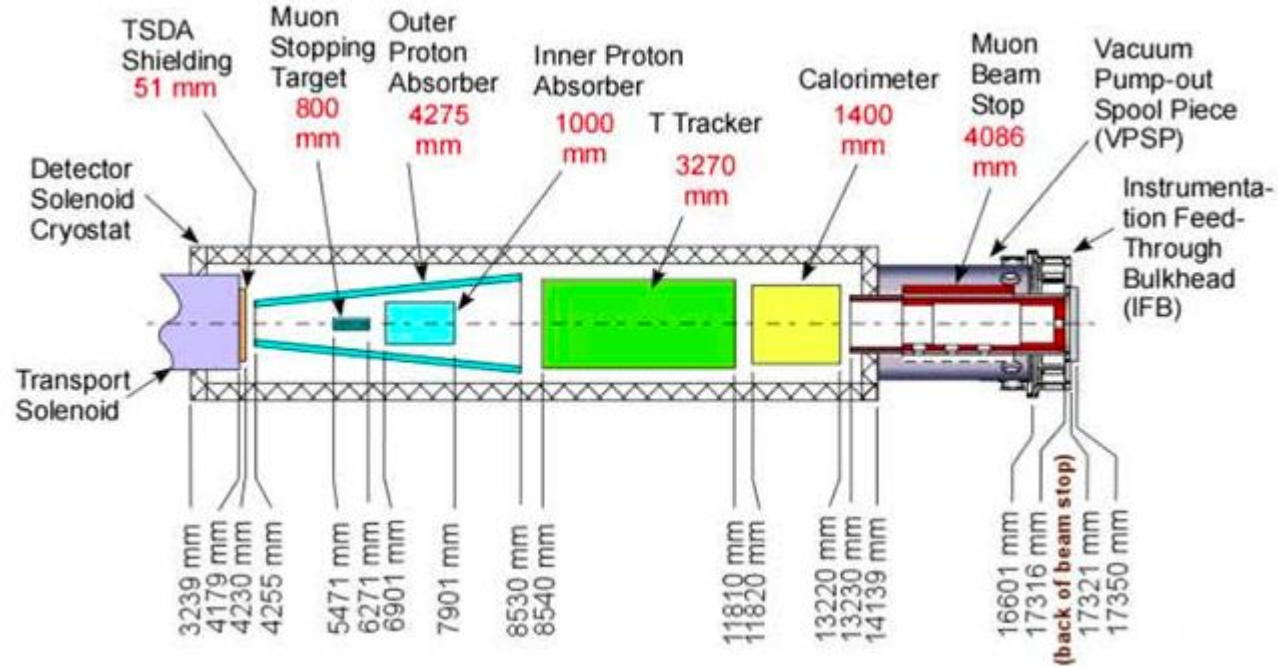 TSDA
Shielding
51 mm
Muon
Stopping
Target
800
mm
Outer
Proton
Absorber
4275
mm
Inner Proton
Absorber
1000
mm
T Tracker
3270
mm
Calorimeter
1400
mm
Muon
Beam
Stop
4086
mm
Vacuum
Pump-out
Spool Piece
(VPSP)
Detector
Solenoid
Cryostat
Instrumenta-
tion Feed-
Through
Bulkhead
(IFB)
Transport
Solenoid
3239 mm
4179 mm
4230 mm
4255 mm
5471 mm
6271 mm
6901 mm
7901 mm
8530 mm
8540 mm
11810 mm
11820 mm
13220 mm
13230 mm
14139 mm
16601 mm
17316 mm
(back of beam stop)
17321 mm
17350 mm